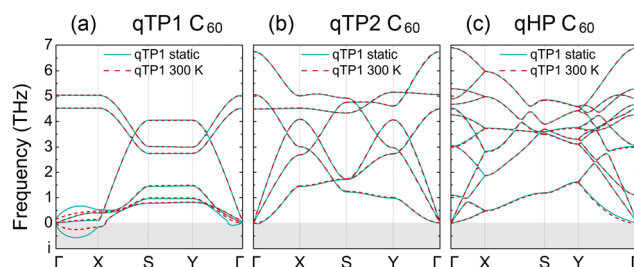 (a) qTP1 C60
(b) qTP2 C60
(c) qHP C60
Frequency (THz)
7
6
5
4
3
2
1
0
i
qTP1 static
qTP1 300 K
qTP1 static
qTP1 300 K
qTP1 static
qTP1 300 K
Γ X S Y Γ
Γ X S Y Γ
Γ X S Y Γ